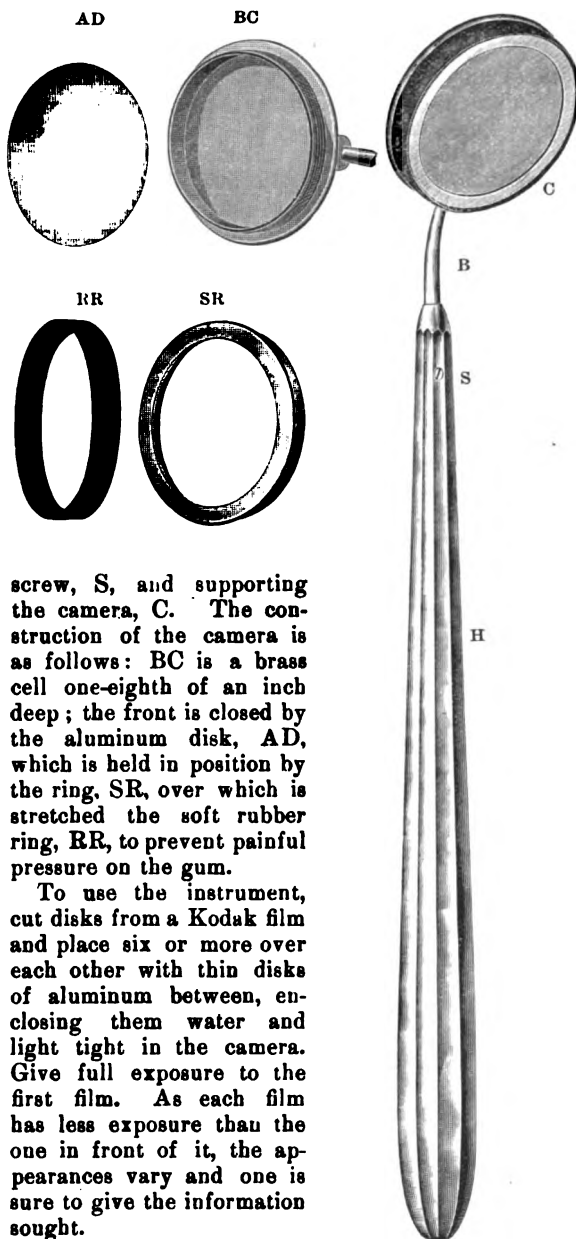 AD
BC
C
B
RR
SR
S
H
screw, S, and supporting
the camera, C. The con-
struction of the camera is
as follows: BC is a brass
cell one-eighth of an inch
deep; the front is closed by
the aluminum disk, AD,
which is held in position by
the ring, SR, over which is
stretched the soft rubber
ring, RR, to prevent painful
pressure on the gum.
To use the instrument,
cut disks from a Kodak film
and place six or more over
each other with thin disks
of aluminum between, en-
closing them water and
light tight in the camera.
Give full exposure to the
first film. As each film
has less exposure than the
one in front of it, the ap-
pearances vary and one is
sure to give the information
sought.